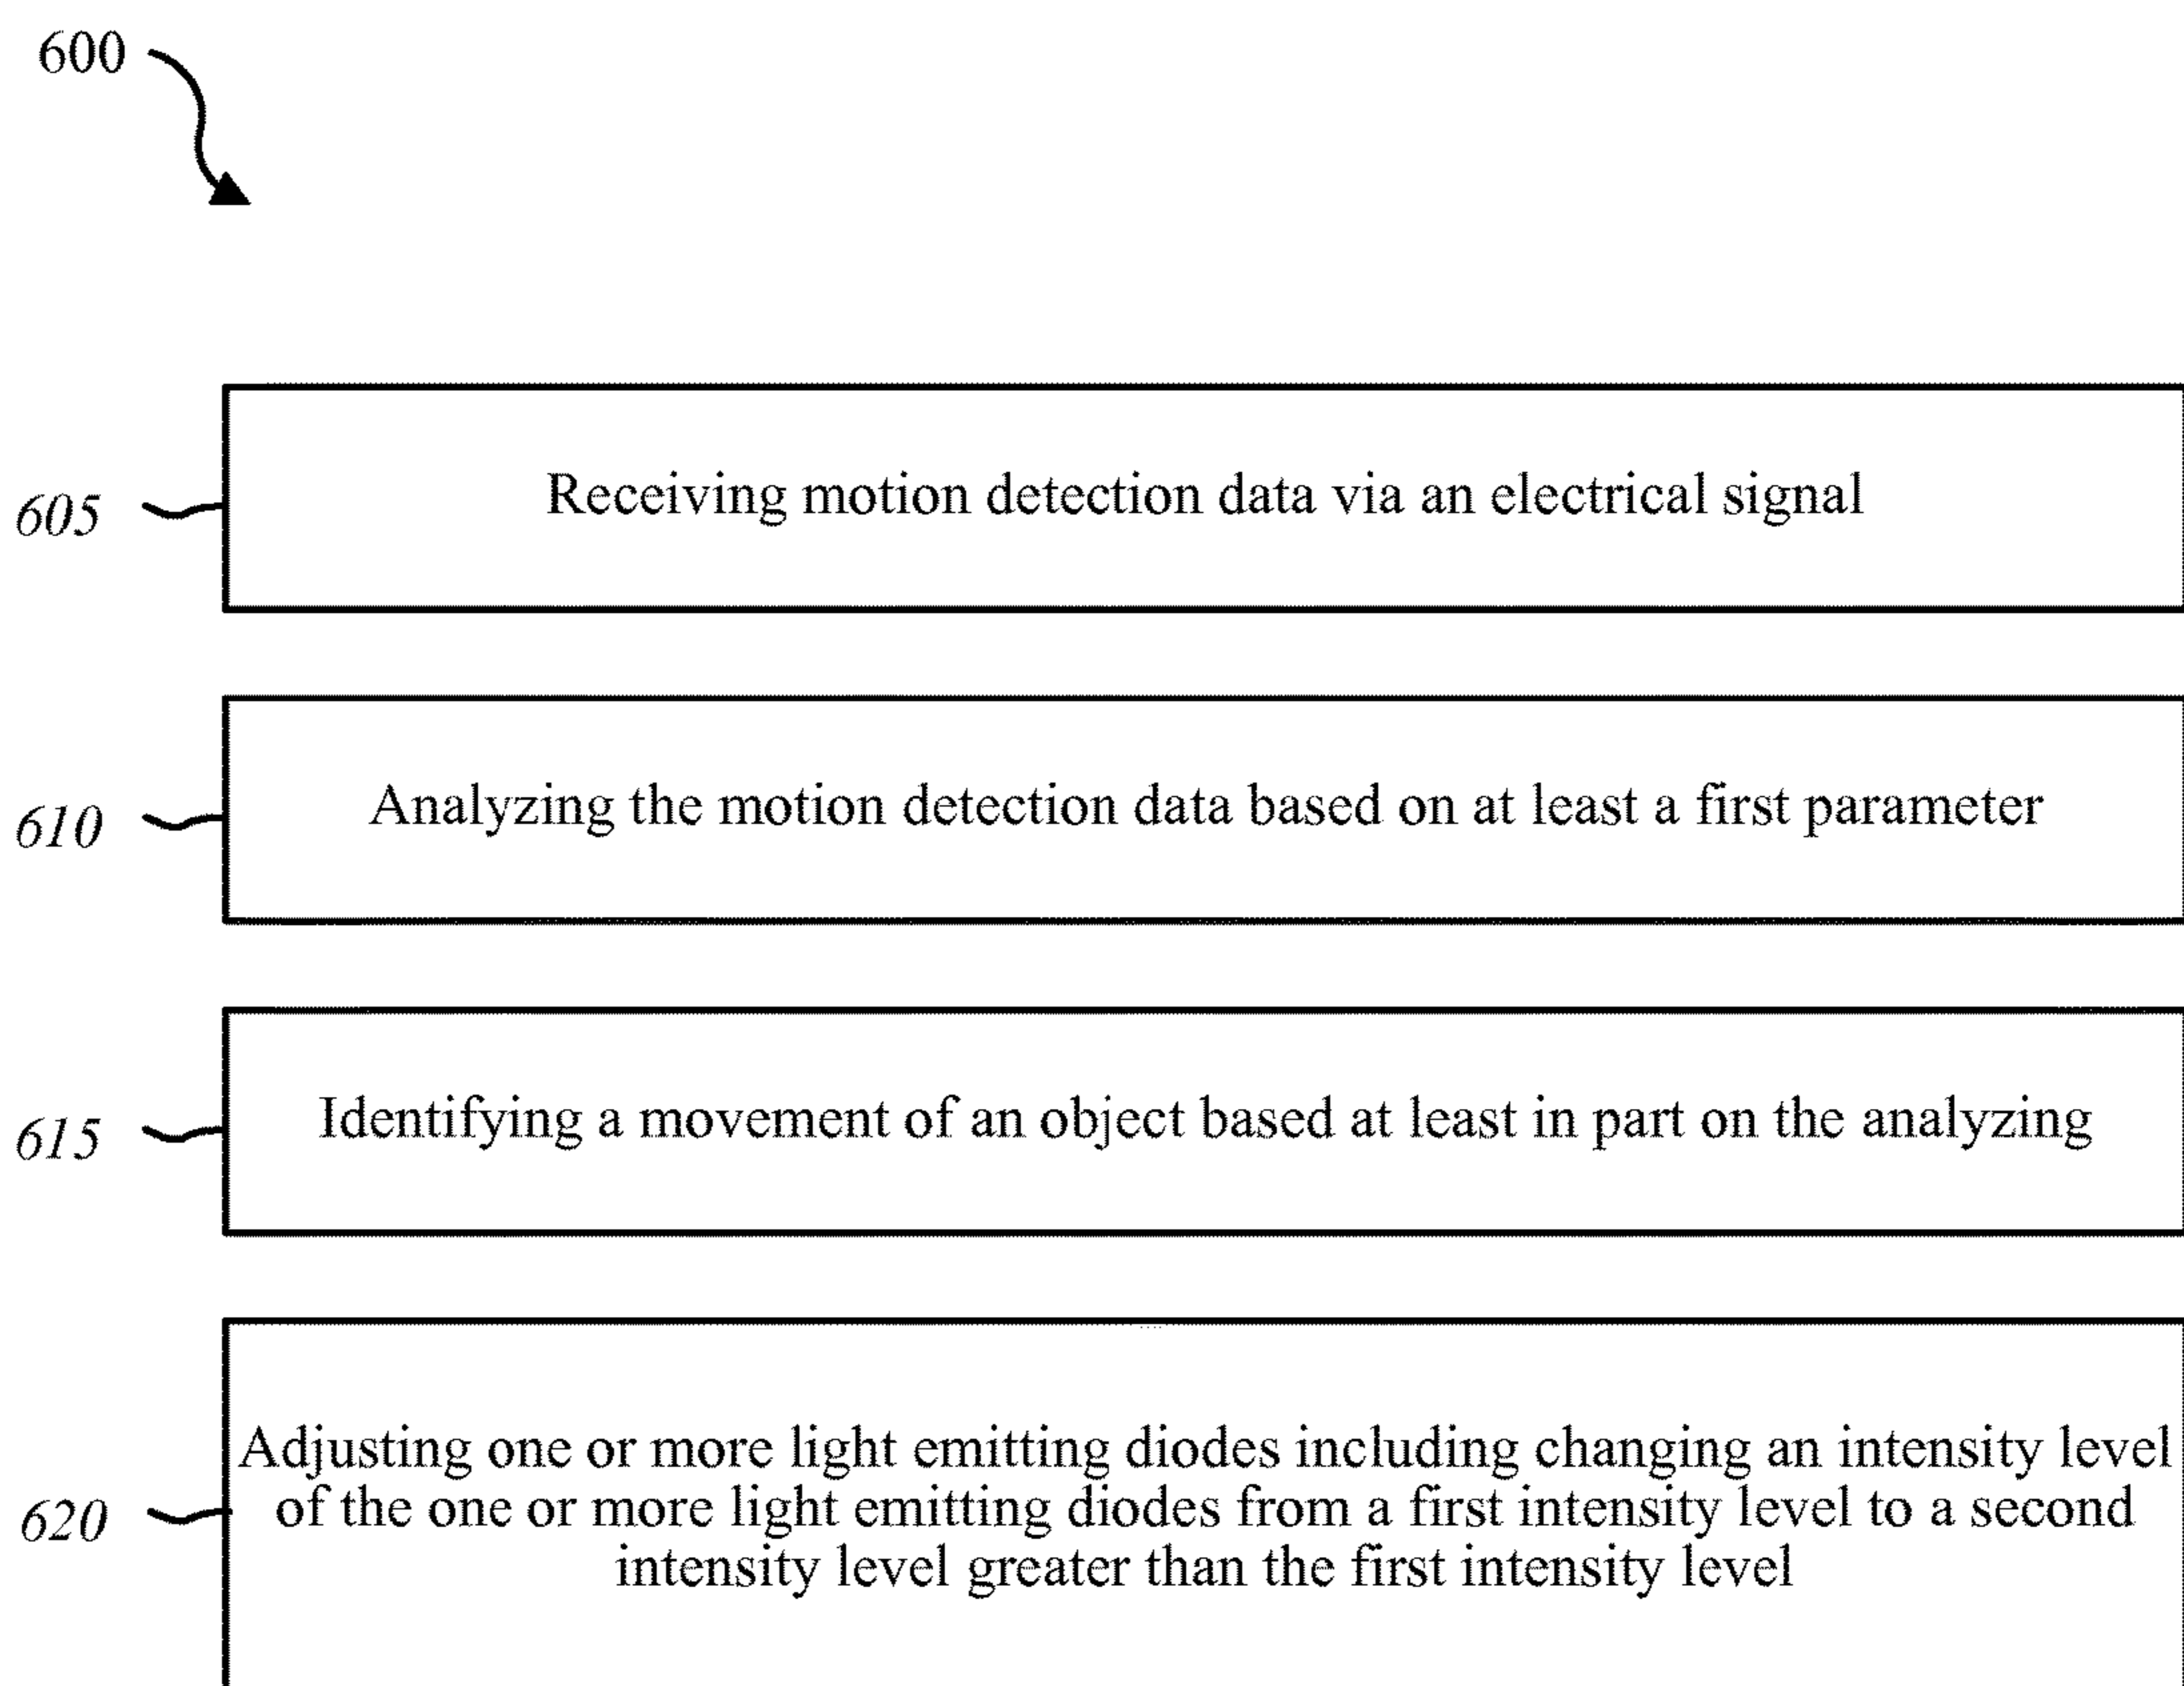 600
605
Receiving motion detection data via an electrical signal
610
Analyzing the motion detection data based on at least a first parameter
615
Identifying a movement of an object based at least in part on the analyzing
620
Adjusting one or more light emitting diodes including changing an intensity level
of the one or more light emitting diodes from a first intensity level to a second
intensity level greater than the first intensity level